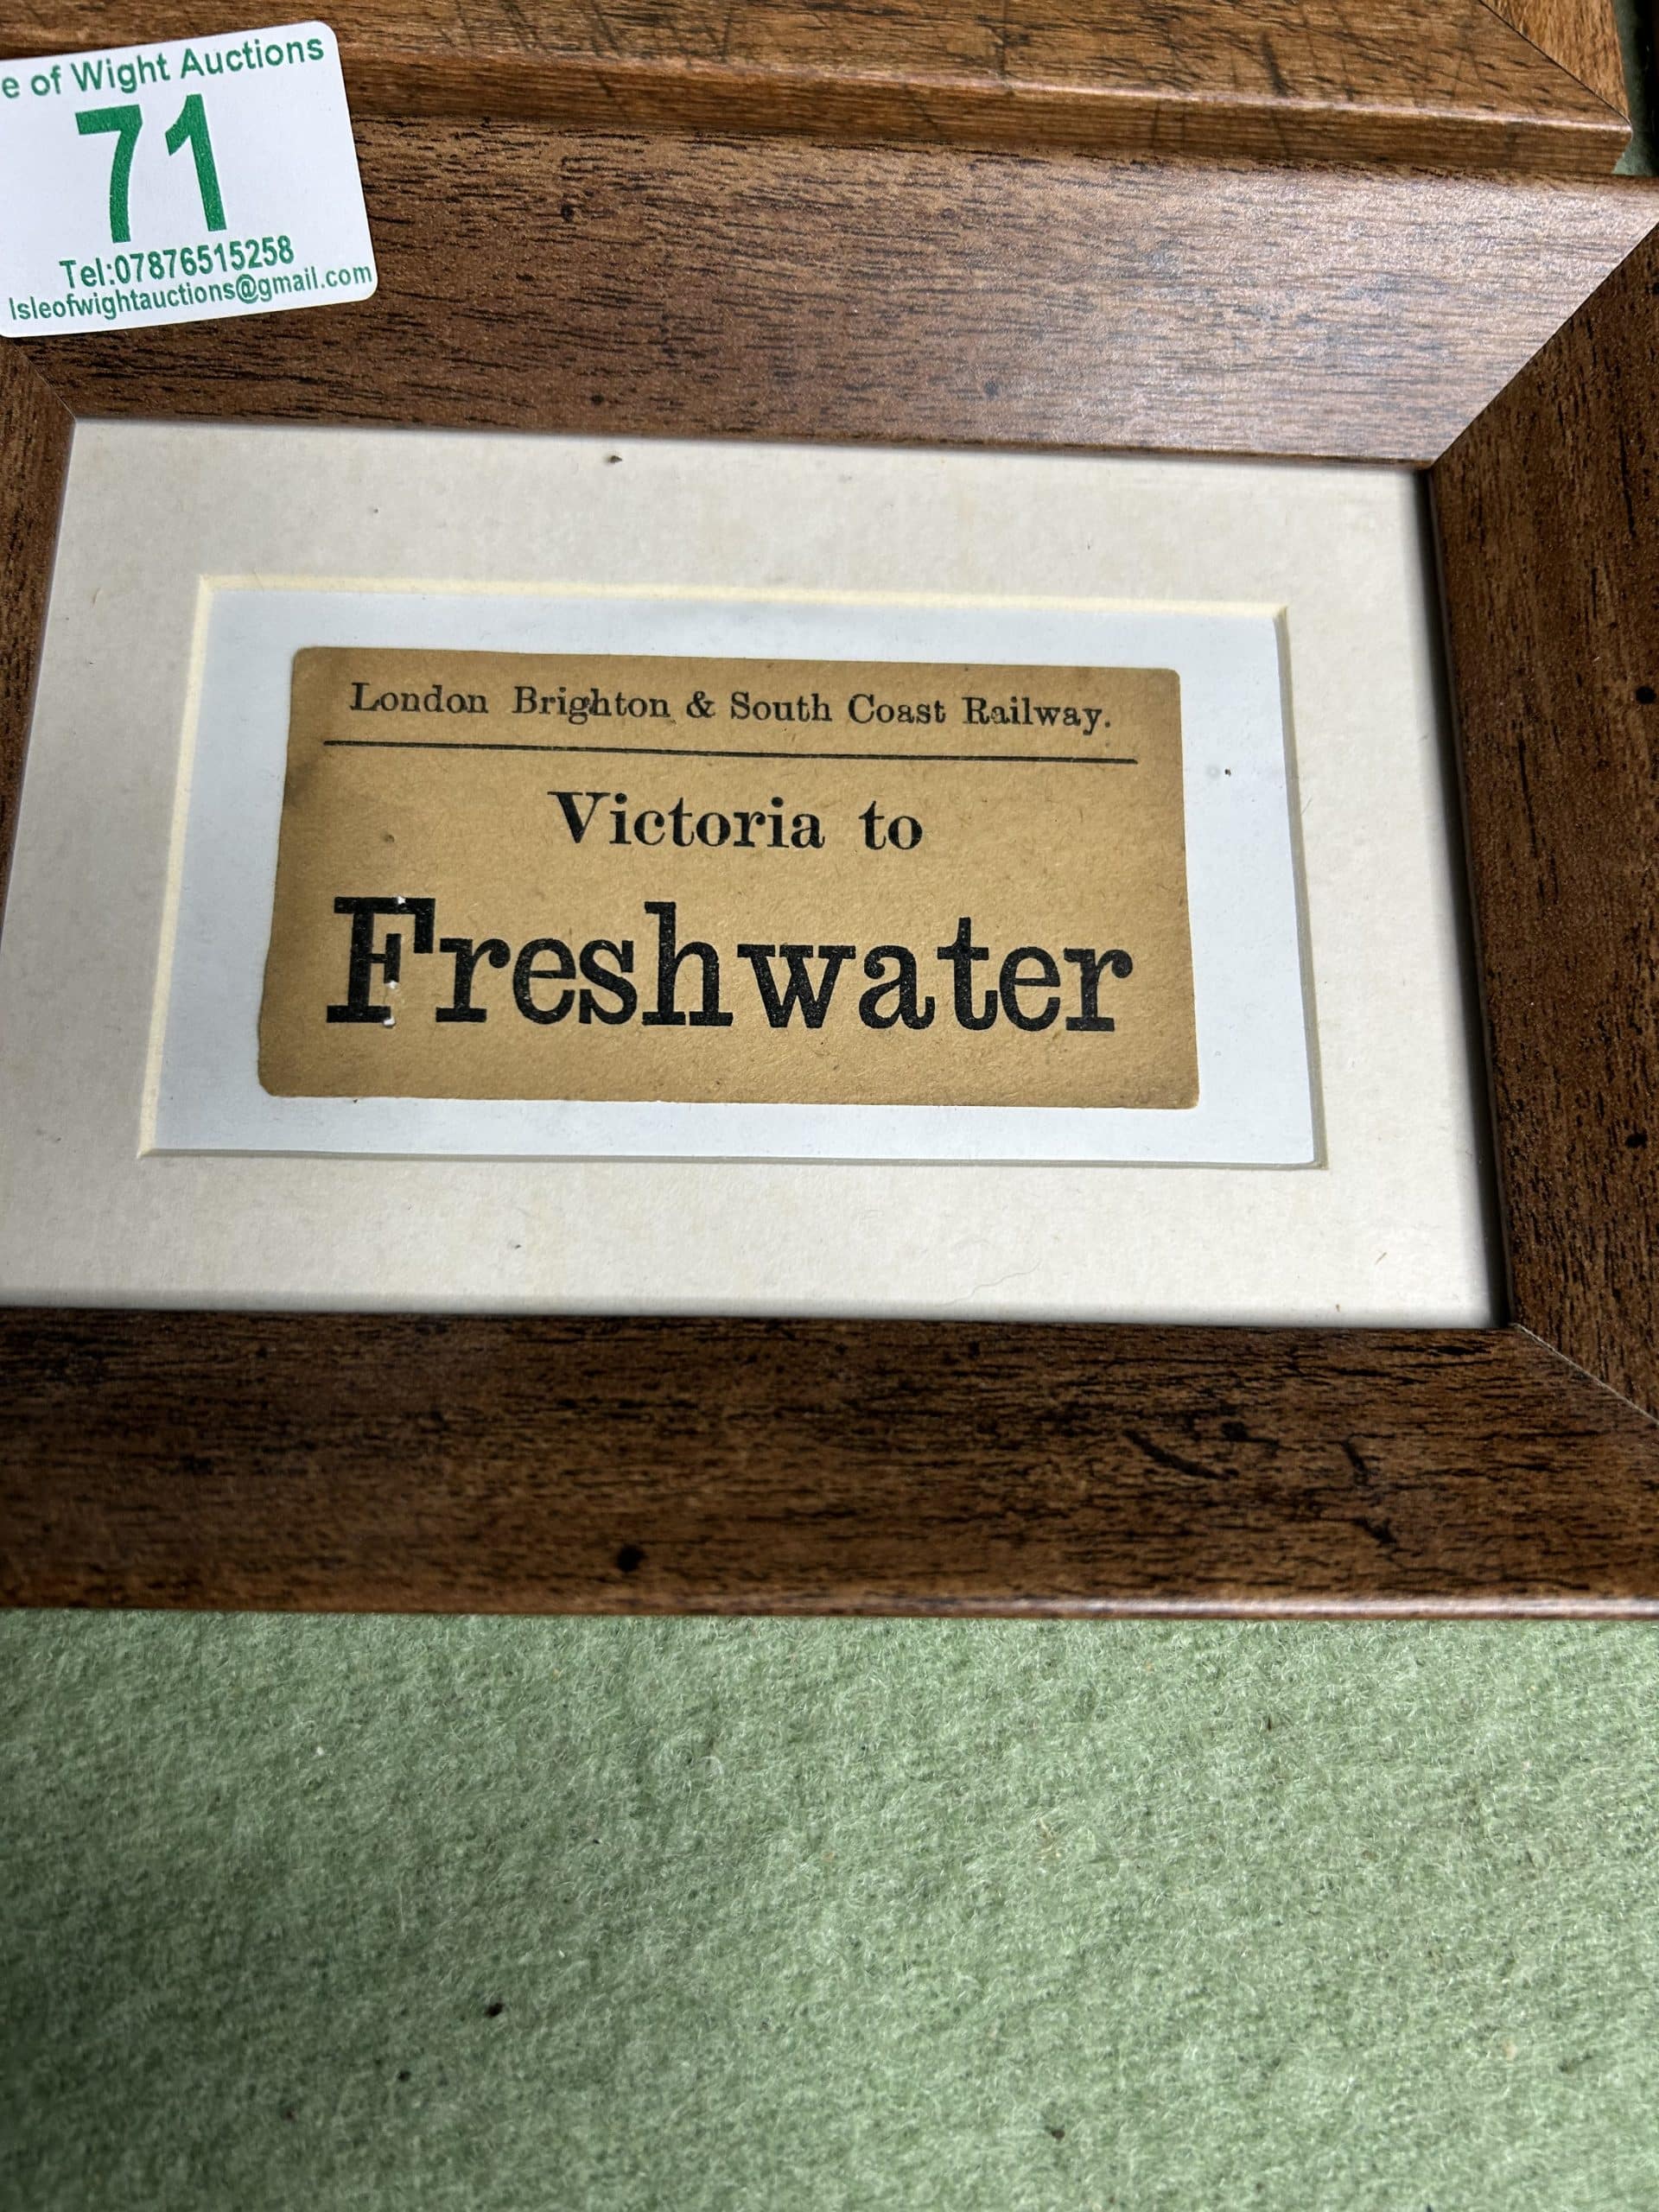 e of Wight Auctions
71
Tel:07876515258
Isleofwightauctions@gmail.com
London Brighton & South Coast Railway.
Victoria to
Freshwater